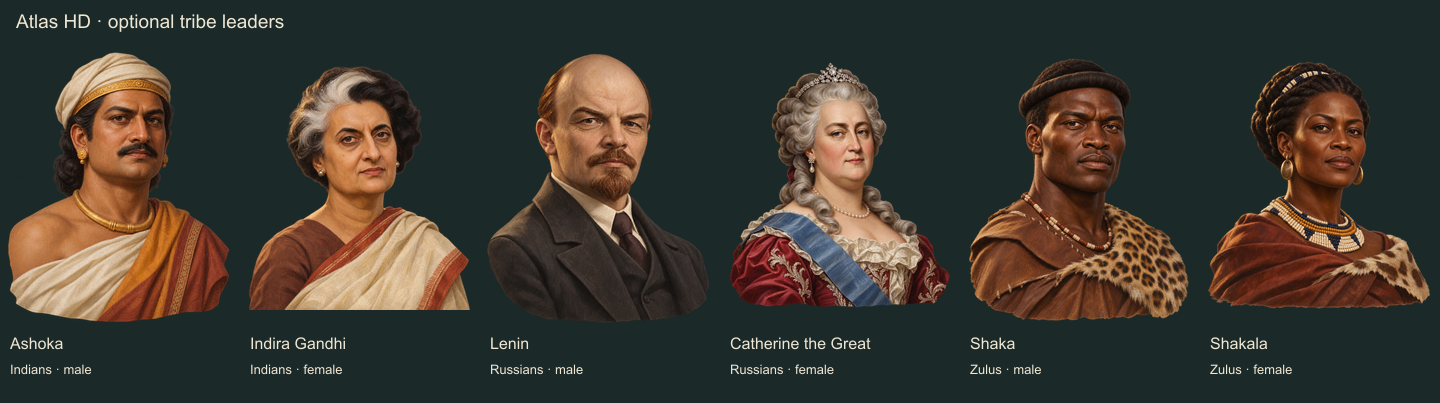 Atlas HD · optional tribe leaders
Ashoka
Indians · male
Indira Gandhi
Indians · female
Lenin
Russians · male
Catherine the Great
Russians · female
Shaka
Zulus · male
Shakala
Zulus · female